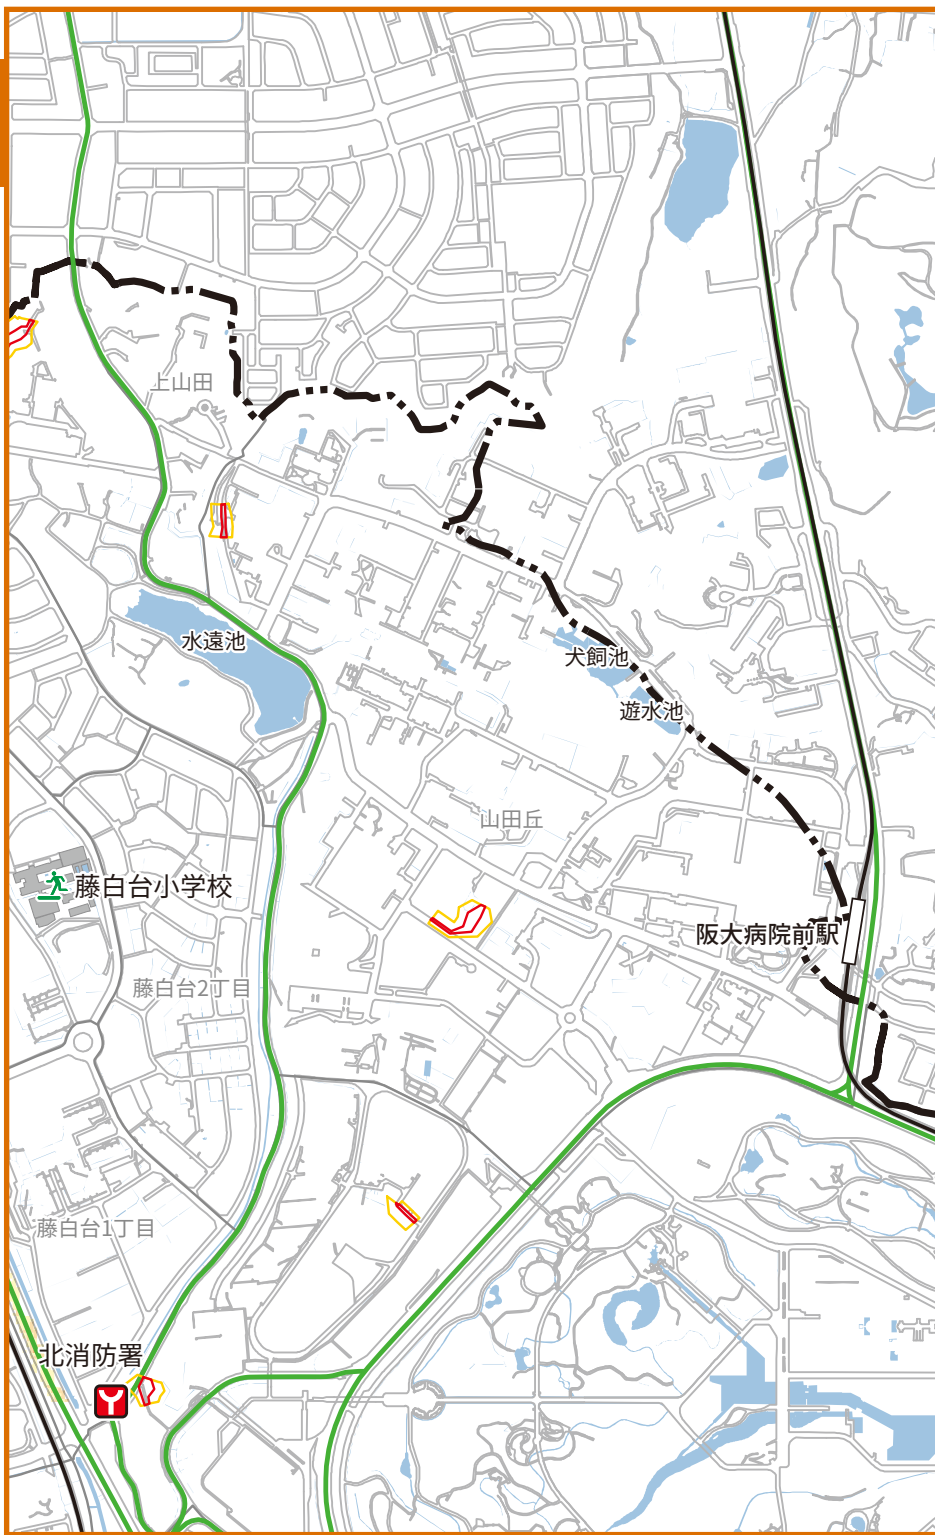 上山田
水遠池
犬飼池
遊水池
山田丘
藤白台小学校
阪大病院前駅
藤白台2丁目
藤白台1丁目
北消防署